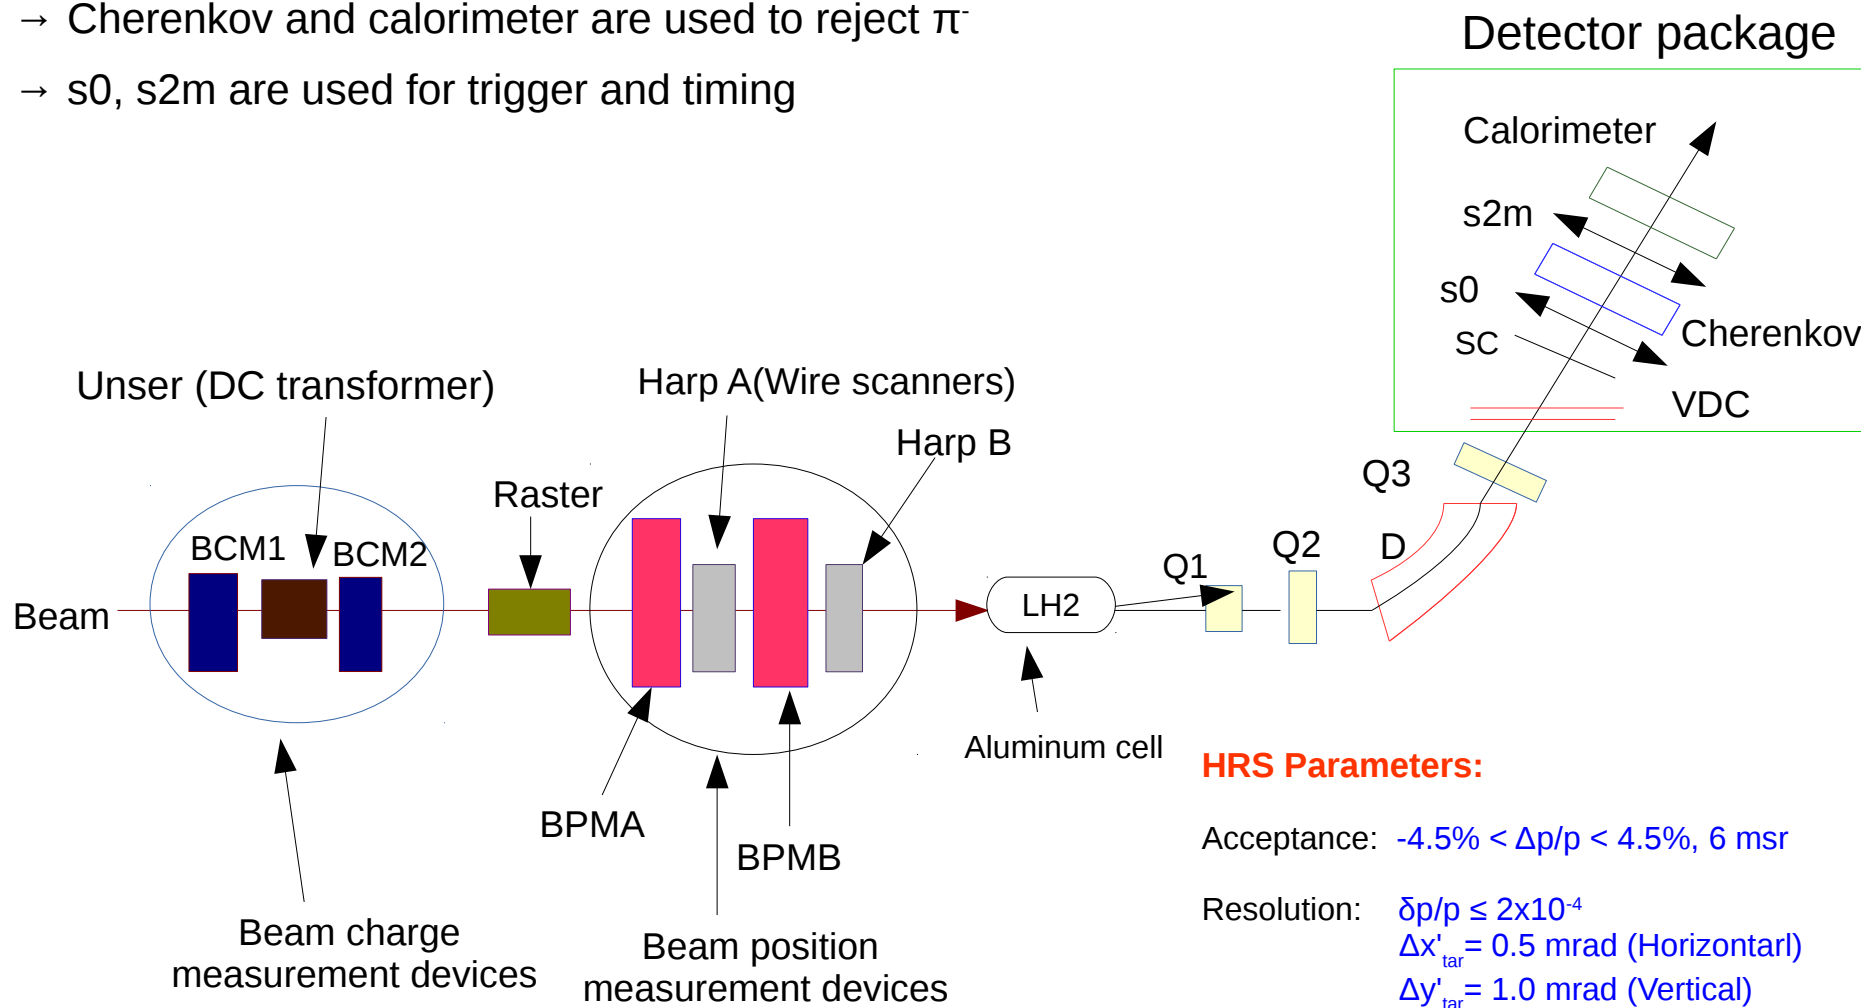 → Cherenkov and calorimeter are used to reject π-
→ s0, s2m are used for trigger and timing
Detector package
Calorimeter
s2m
s0
Cherenkov
SC
VDC
Unser (DC transformer)
Harp A(Wire scanners)
Harp B
Q3
Raster
BCM1
BCM2
Q2
D
Q1
Beam
LH2
Aluminum cell
BPMA
BPMB
Beam charge
measurement devices
Beam position
measurement devices
HRS Parameters:
Acceptance: -4.5% < Δp/p < 4.5%, 6 msr
Resolution: δp/p ≤ 2x10-4
Δx'tar= 0.5 mrad (Horizontarl)
Δy'tar= 1.0 mrad (Vertical)